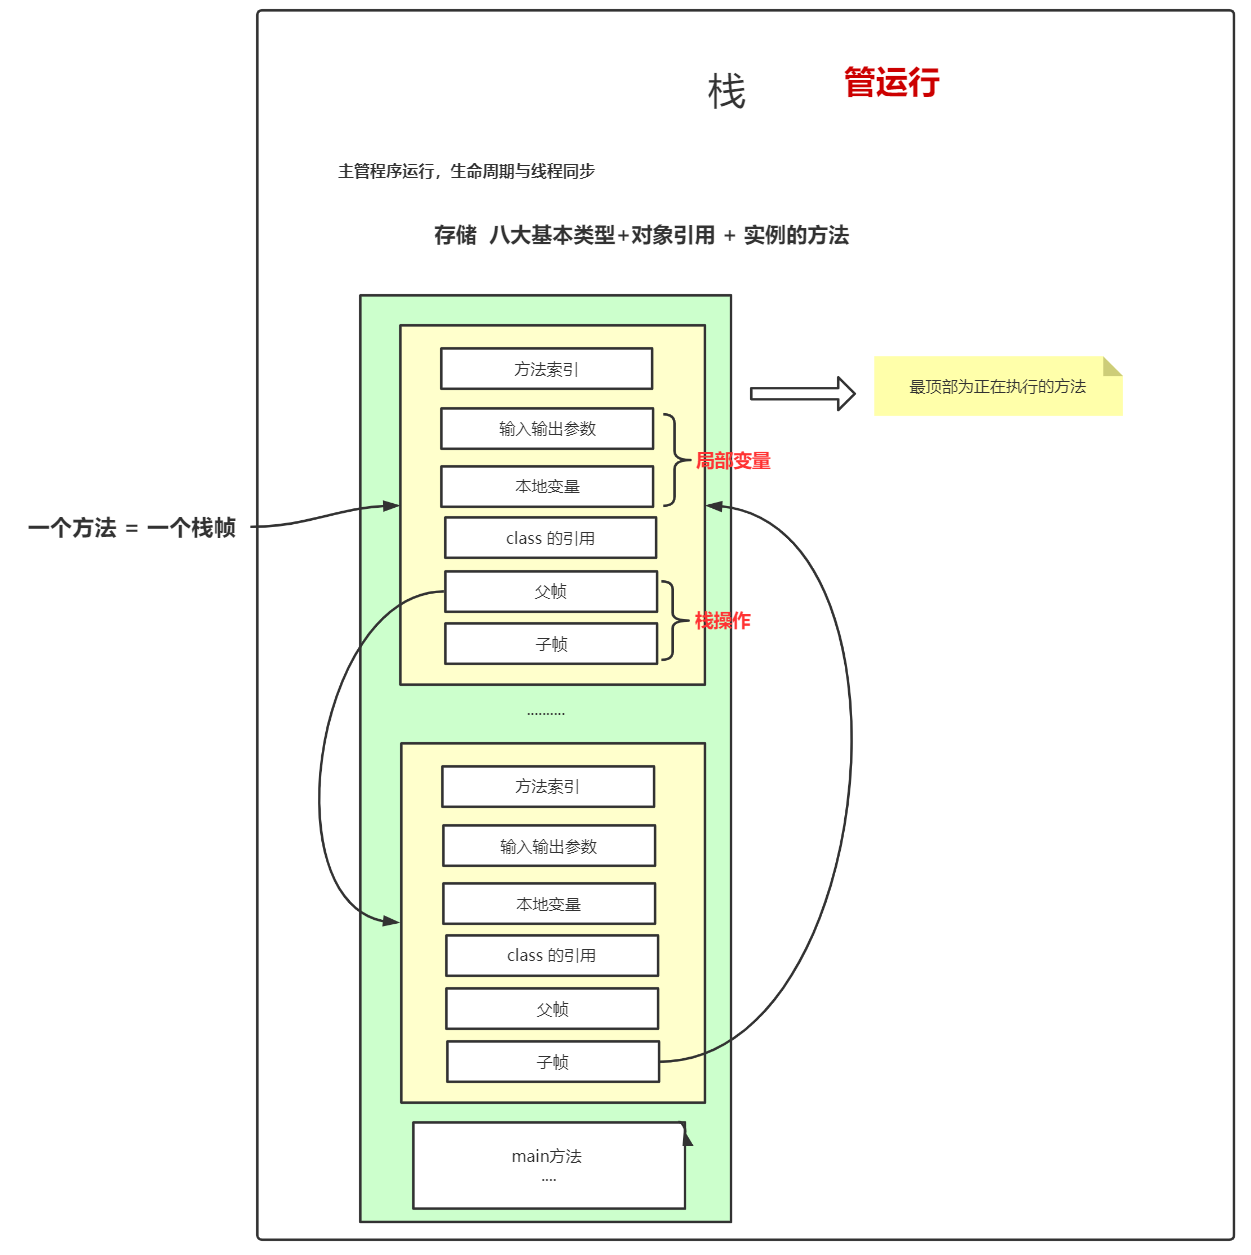 栈
管运行
主管程序运行，生命周期与线程同步
存储 八大基本类型+对象引用 + 实例的方法
方法索引
最顶部为正在执行的方法
输入输出参数
局部变量
本地变量
一个方法 = 一个栈帧
class 的引用
父帧
栈操作
子帧
..........
方法索引
输入输出参数
本地变量
class 的引用
父帧
子帧
main方法
....